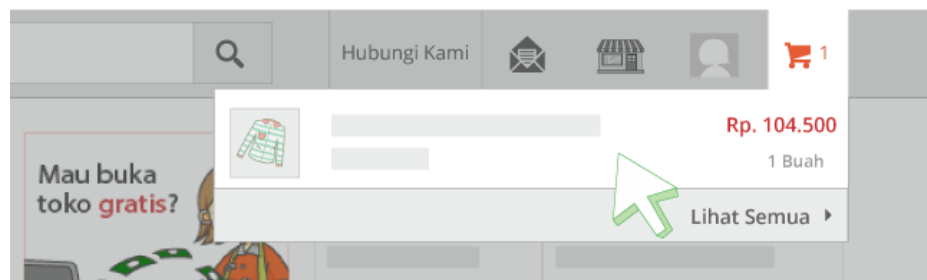 Hubungi Kami
1
Rp. 104.500
1 Buah
Mau buka
toko gratis?
Lihat Semua